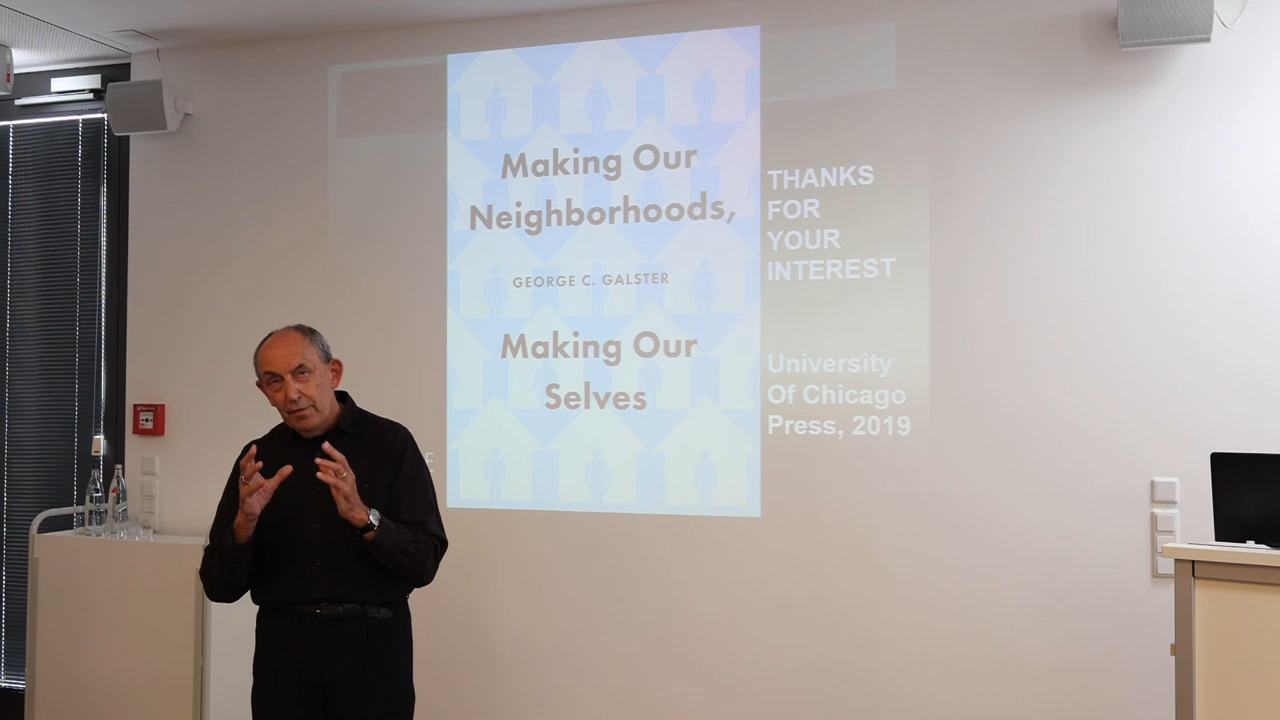 Making Our
Neighborhoods,
GEORGE C. GALSTER
Making Our
Selves
THANKS
FOR
YOUR
INTEREST
University
Of Chicago
Press, 2019